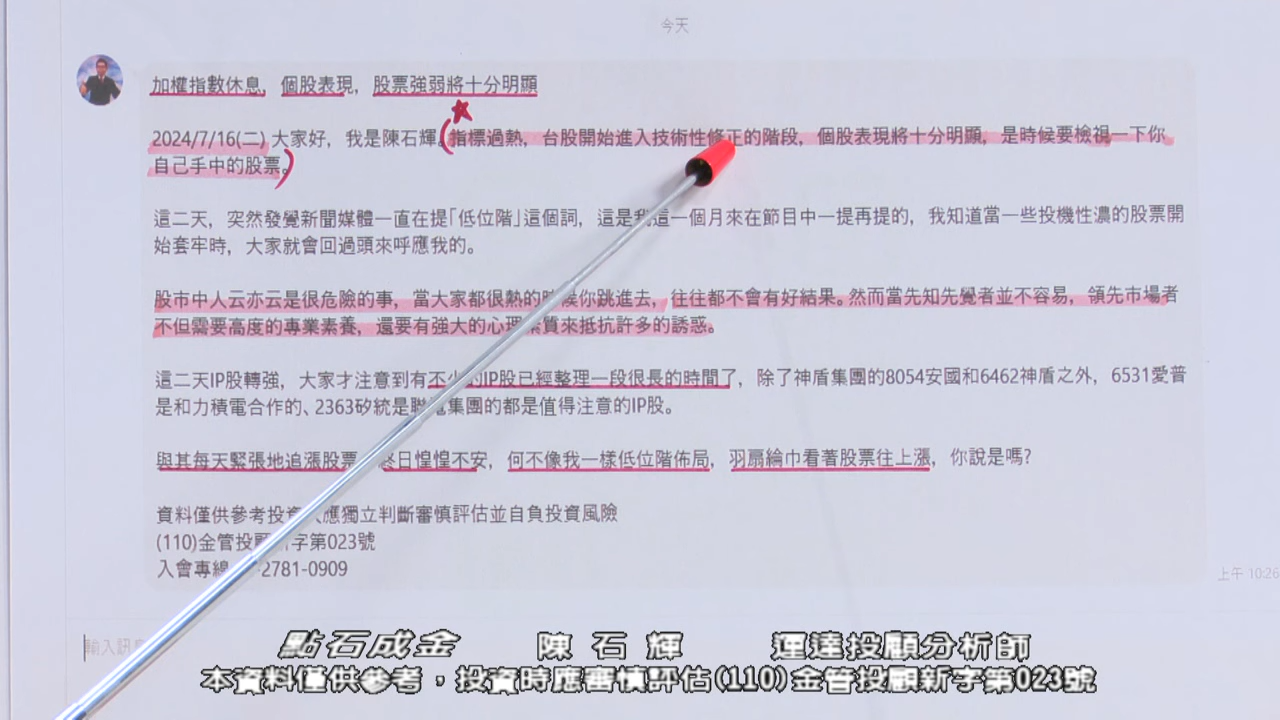 今天
加權指數休息, 個股表現, 股票強弱將十分明顯
2024/7/16(二) 大家好, 我是陳石輝, (指標過熱, 台股開始進入技術性修正的階段, 個股表現將十分明顯, 是時候要檢視一下你
自己手中的股票。)
這二天, 突然發覺新聞媒體一直在提「低位階」這個詞, 這是我這一個月來在節目中一提再提的, 我知道當一些投機性濃的股票開
始套牢時, 大家就會回過頭來呼應我的。
股市中人云亦云是很危險的事, 當大家都很熱的時候你跳進去, 往往都不會有好結果。然而當先知先覺者並不容易, 領先市場者
不但需要高度的專業素養, 還要有強大的心理素質來抵抗許多的誘惑。
這二天IP股轉強, 大家才注意到有不少的IP股已經整理一段很長的時間了, 除了神盾集團的8054安國和6462神盾之外, 6531愛普
是和力積電合作的、2363矽統是聯電集團的都是值得注意的IP股。
與其每天緊張地追漲股票, 終日惶惶不安, 何不像我一樣低位階佈局, 羽扇綸巾看著股票往上漲, 你說是嗎?
資料僅供參考投資人應獨立判斷審慎評估並自負投資風險
(110)金管投顧新字第023號
入會專線 2781-0909
上午 10:26
輸入訊息
點石成金 陳石輝 運達投顧分析師
本資料僅供參考，投資時應審慎評估(110)金管投顧新字第023號